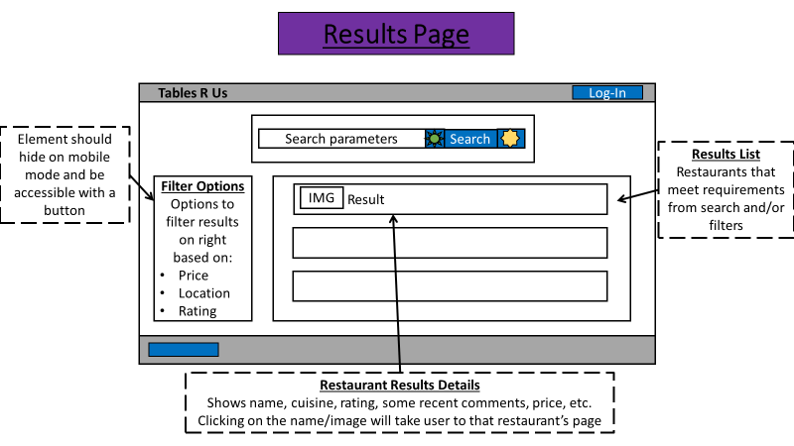 Results Page
Tables R Us
Log-In
Search parameters
Search
Element should
hide on mobile
mode and be
accessible with a
button
Filter Options
Options to
filter results
on right
based on:
• Price
• Location
• Rating
IMG
Result
Results List
Restaurants that
meet requirements
from search and/or
filters
Restaurant Results Details
Shows name, cuisine, rating, some recent comments, price, etc.
Clicking on the name/image will take user to that restaurant’s page